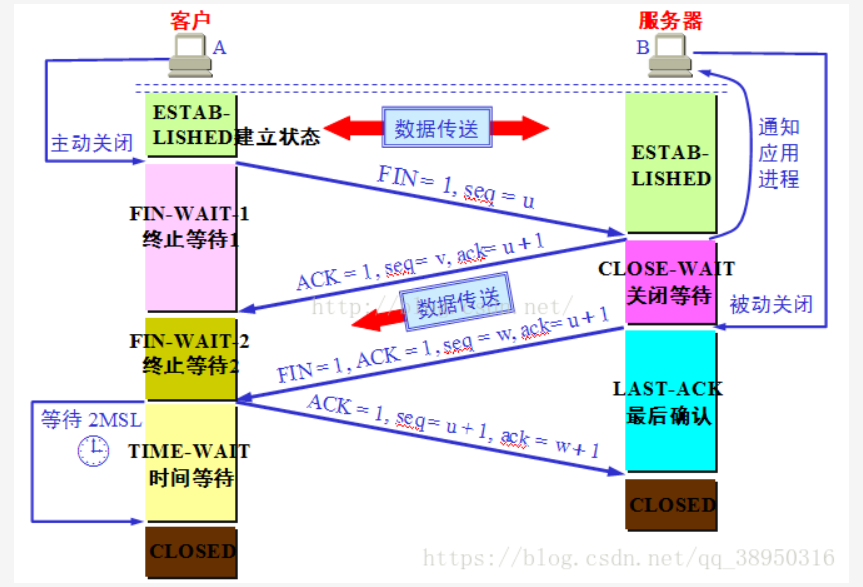 客户
服务器
A
B
ESTAB-
LISHED建立状态
数据传送
ESTAB-
LISHED
通知
应用
进程
主动关闭
FIN = 1, seq = u
FIN-WAIT-1
终止等待1
CLOSE-WAIT
关闭等待
ACK = 1, seq= v, ack= u+1
数据传送
被动关闭
FIN-WAIT-2
终止等待2
FIN=1, ACK = 1, seq = w, ack= u+1
LAST-ACK
最后确认
ACK = 1, seq= u+1, ack = w+1
等待 2MSL
TIME-WAIT
时间等待
CLOSED
CLOSED
https://blog.csdn.net/qq_38950316